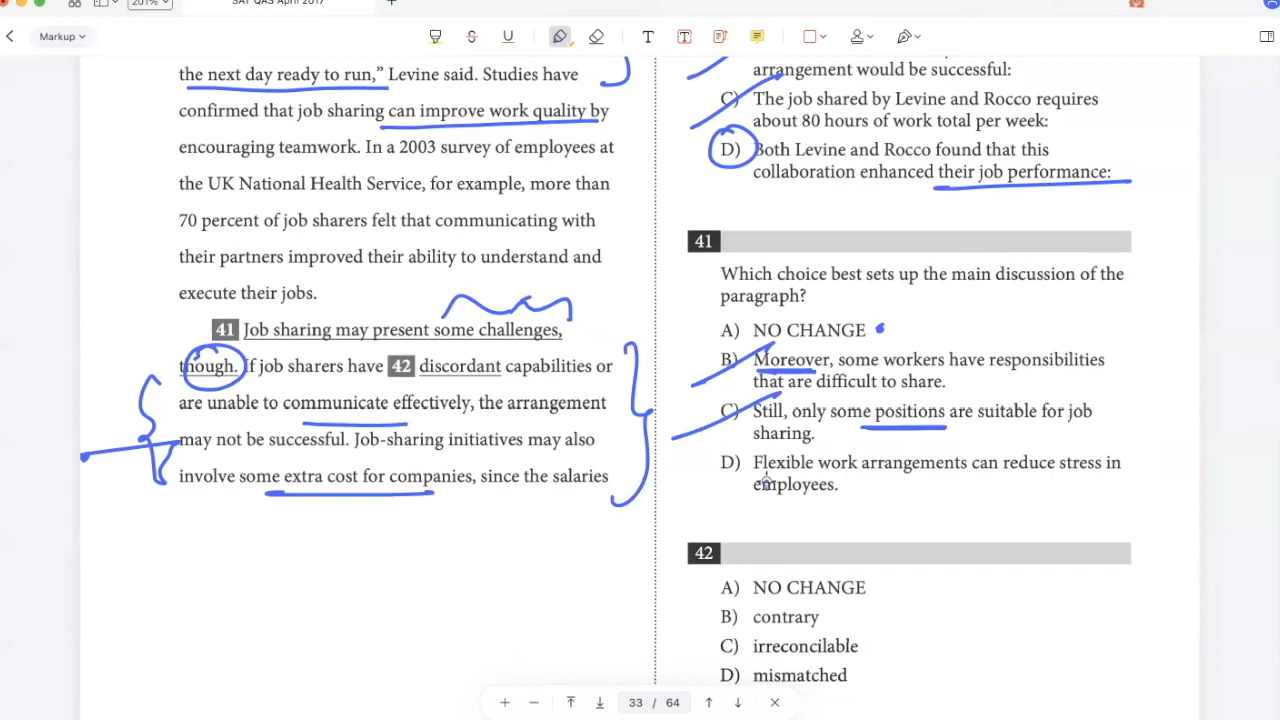 201%
SAT QAS April 2017
Markup
the next day ready to run,” Levine said. Studies have
confirmed that job sharing can improve work quality by
encouraging teamwork. In a 2003 survey of employees at
the UK National Health Service, for example, more than
70 percent of job sharers felt that communicating with
their partners improved their ability to understand and
execute their jobs.
41 Job sharing may present some challenges,
though. If job sharers have 42 discordant capabilities or
are unable to communicate effectively, the arrangement
may not be successful. Job-sharing initiatives may also
involve some extra cost for companies, since the salaries
arrangement would be successful:
C) The job shared by Levine and Rocco requires
about 80 hours of work total per week:
D) Both Levine and Rocco found that this
collaboration enhanced their job performance:
41
Which choice best sets up the main discussion of the
paragraph?
A) NO CHANGE
B) Moreover, some workers have responsibilities
that are difficult to share.
C) Still, only some positions are suitable for job
sharing.
D) Flexible work arrangements can reduce stress in
employees.
42
A) NO CHANGE
B) contrary
C) irreconcilable
D) mismatched
33 / 64